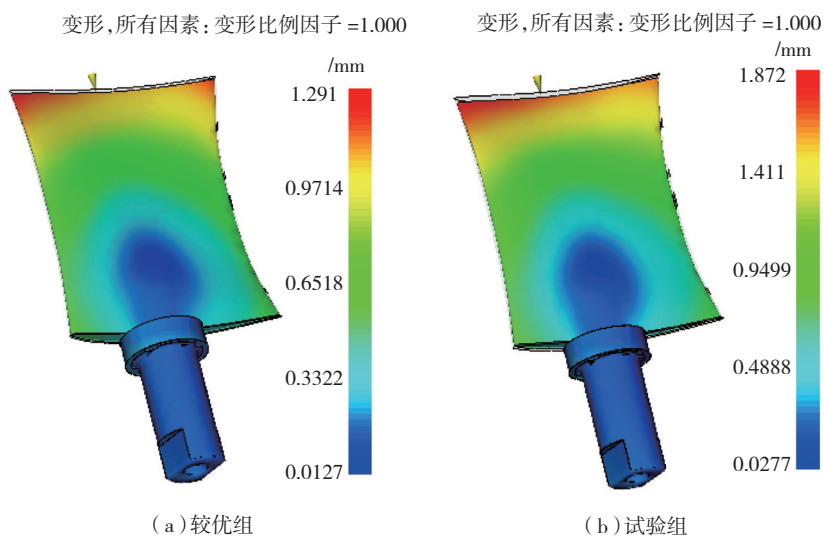 变形,所有因素:变形比例因子=1.000
/mm
1.291
0.9714
0.6518
0.3322
0.0127
(a)较优组
变形,所有因素:变形比例因子=1.000
/mm
1.872
1.411
0.9499
0.4888
0.0277
(b)试验组